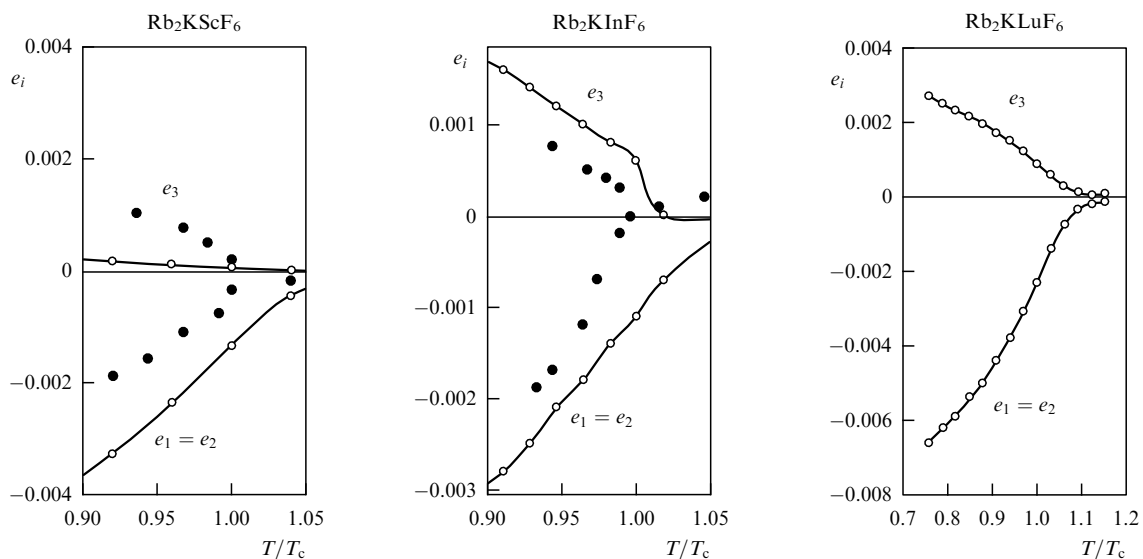 Rb₂KScF₆
0.004
eᵢ
0.002
e₃
0
−0.002
e₁ = e₂
−0.004
0.90 0.95 1.00 1.05
T/T_c
Rb₂KInF₆
eᵢ
e₃
0.001
0
−0.001
−0.002
e₁ = e₂
−0.003
0.90 0.95 1.00 1.05
T/T_c
Rb₂KLuF₆
0.004
eᵢ
e₃
0.002
0
−0.002
−0.004
e₁ = e₂
−0.006
−0.008
0.7 0.8 0.9 1.0 1.1 1.2
T/T_c